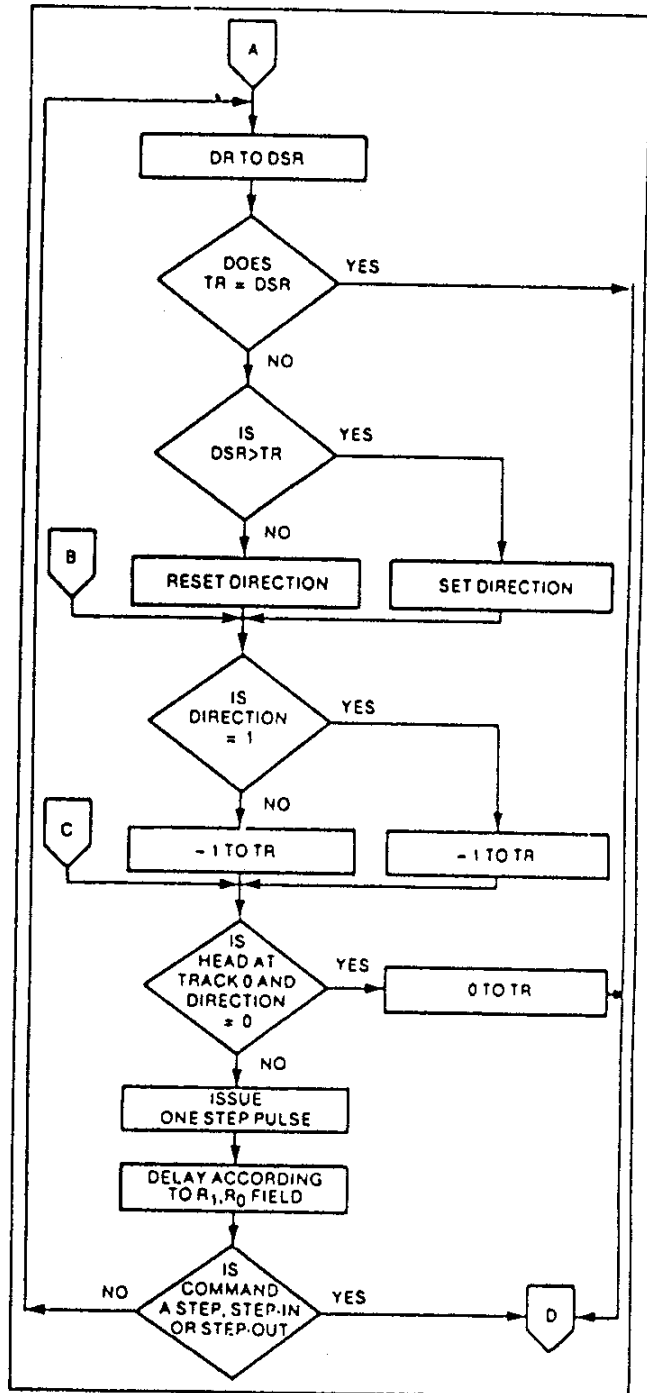 A
DR TO DSR
DOES
TR = DSR
YES
NO
IS
DSR>TR
YES
NO
B
RESET DIRECTION
SET DIRECTION
IS
DIRECTION
= 1
YES
NO
C
- 1 TO TR
- 1 TO TR
IS
HEAD AT
TRACK 0 AND
DIRECTION
= 0
YES
0 TO TR
NO
ISSUE
ONE STEP PULSE
DELAY ACCORDING
TO R1, R0 FIELD
IS
COMMAND
A STEP, STEP-IN
OR STEP-OUT
NO
YES
D